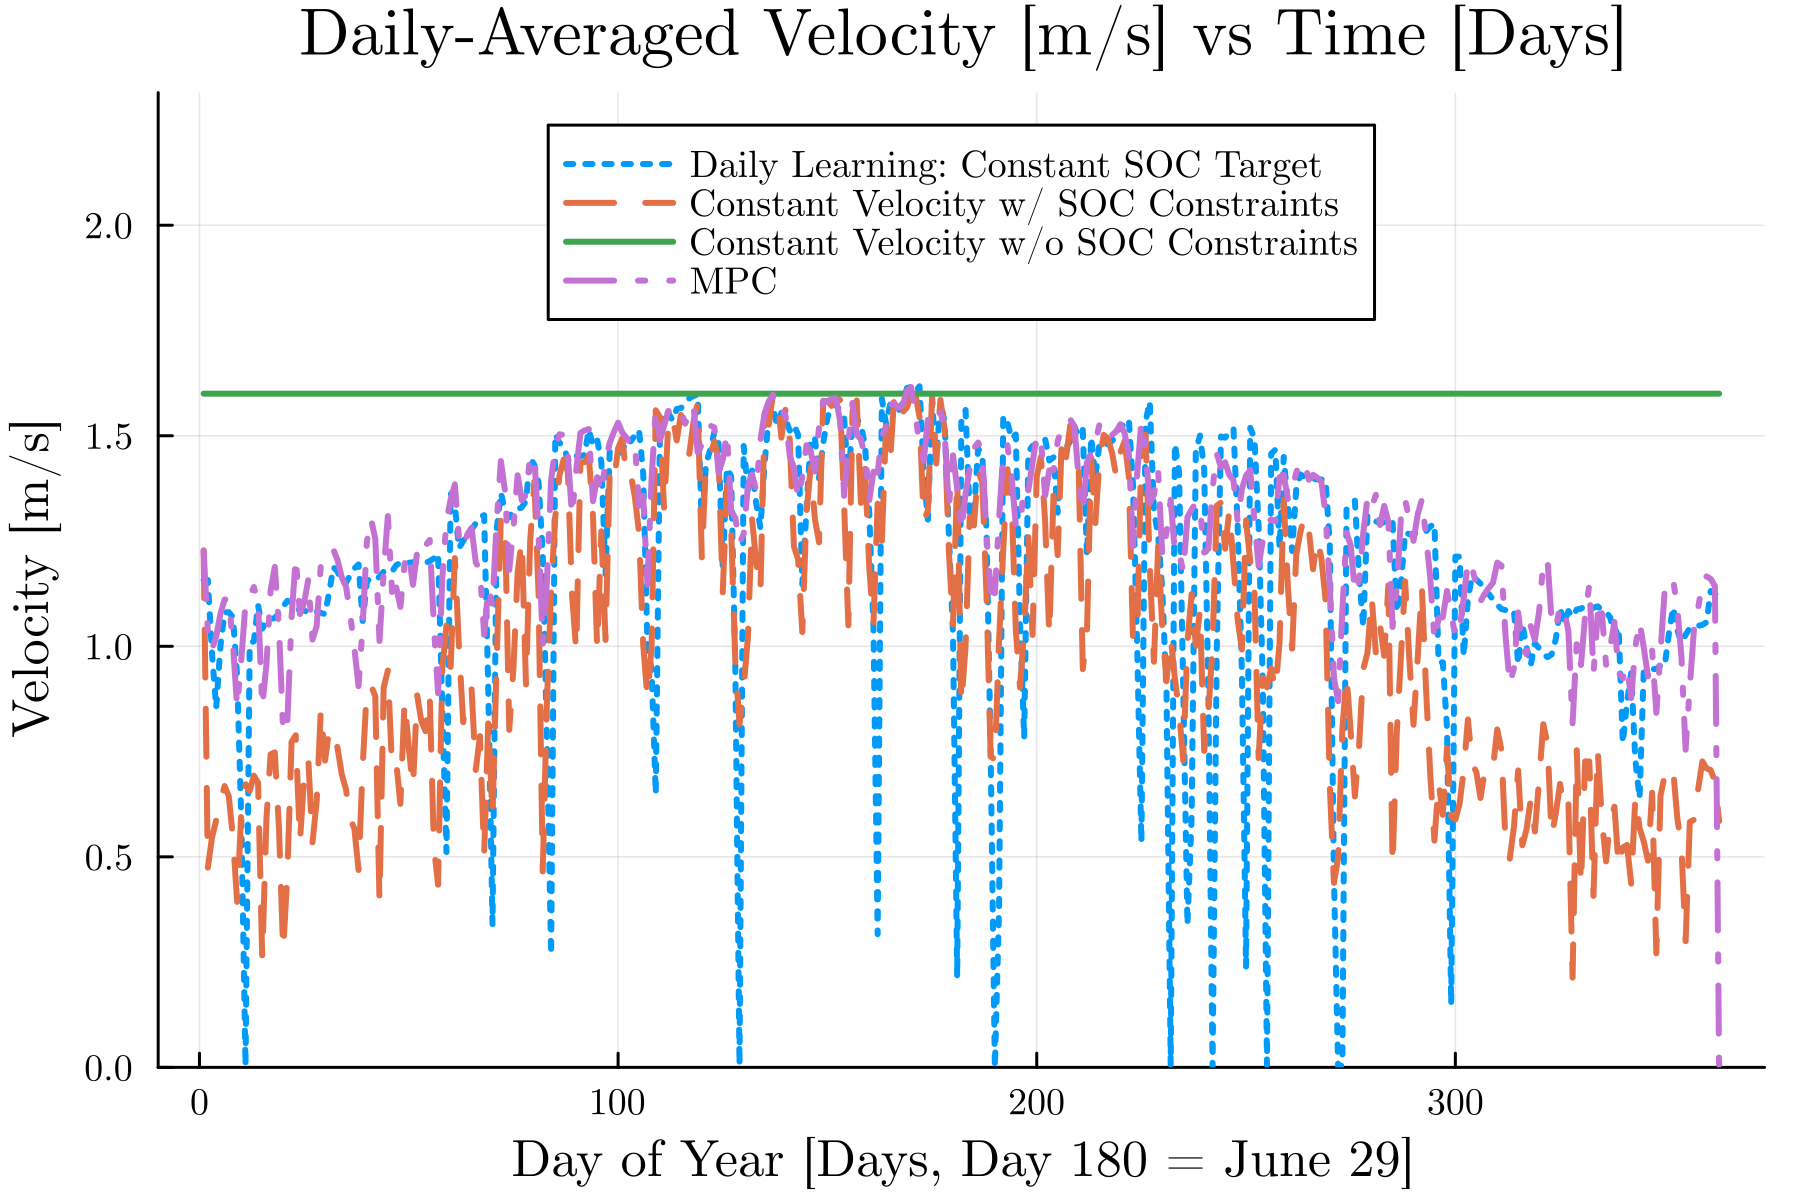 Daily-Averaged Velocity [m/s] vs Time [Days]
Daily Learning: Constant SOC Target
Constant Velocity w/ SOC Constraints
Constant Velocity w/o SOC Constraints
MPC
Velocity [m/s]
2.0
1.5
1.0
0.5
0.0
0 100 200 300
Day of Year [Days, Day 180 = June 29]